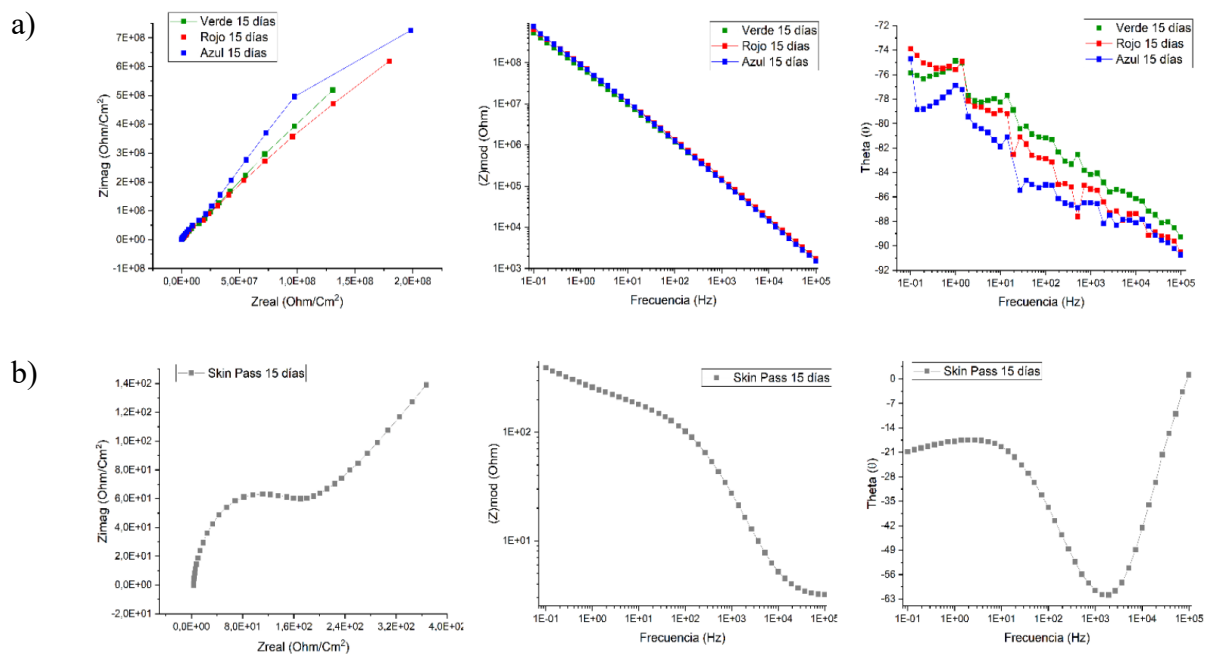 a)
Verde 15 días
Rojo 15 días
Azul 15 días
7E+08
6E+08
5E+08
4E+08
3E+08
2E+08
1E+08
0E+00
-1E+08
Zimag (Ohm/Cm²)
0,0E+00 5,0E+07 1,0E+08 1,5E+08 2,0E+08
Zreal (Ohm/Cm²)
Verde 15 días
Rojo 15 días
Azul 15 días
1E+08
1E+07
1E+06
1E+05
1E+04
1E+03
(Z)mod (Ohm)
1E-01 1E+00 1E+01 1E+02 1E+03 1E+04 1E+05
Frecuencia (Hz)
Verde 15 días
Rojo 15 días
Azul 15 días
-70
-72
-74
-76
-78
-80
-82
-84
-86
-88
-90
-92
Theta (θ)
1E-01 1E+00 1E+01 1E+02 1E+03 1E+04 1E+05
Frecuencia (Hz)
b)
Skin Pass 15 días
1,4E+02
1,2E+02
1,0E+02
8,0E+01
6,0E+01
4,0E+01
2,0E+01
0,0E+00
-2,0E+01
Zimag (Ohm/Cm²)
0,0E+00 8,0E+01 1,6E+02 2,4E+02 3,2E+02 4,0E+02
Zreal (Ohm/Cm²)
Skin Pass 15 días
1E+02
1E+01
(Z)mod (Ohm)
1E-01 1E+00 1E+01 1E+02 1E+03 1E+04 1E+05
Frecuencia (Hz)
Skin Pass 15 días
0
-7
-14
-21
-28
-35
-42
-49
-56
-63
Theta (θ)
1E-01 1E+00 1E+01 1E+02 1E+03 1E+04 1E+05
Frecuencia (Hz)